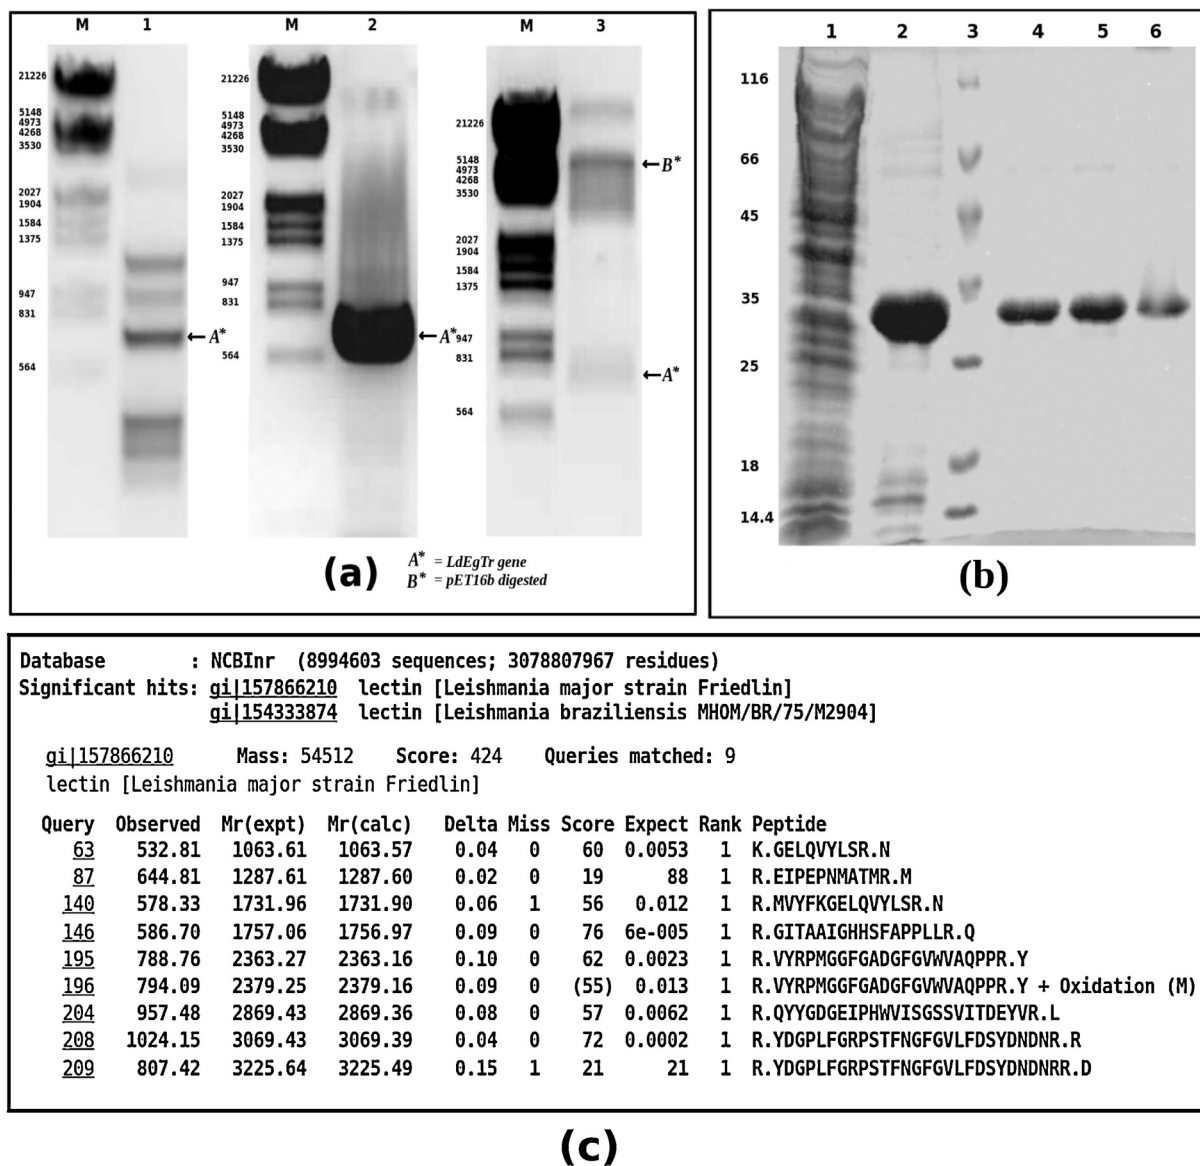 M 1 M 2 M 3
21226
5148
4973
4268
3530
2027
1904
1584
1375
947
831
564
←A*
21226
5148
4973
4268
3530
2027
1904
1584
1375
947
831
564
←A*
21226
5148
4973
4268
3530
2027
1904
1584
1375
947
831
564
←B*
←A*
(a)
A* = LdEgTr gene
B* = pET16b digested
1 2 3 4 5 6
116
66
45
35
25
18
14.4
(b)
Database : NCBInr (8994603 sequences; 3078807967 residues)
Significant hits: gi|157866210 lectin [Leishmania major strain Friedlin]
gi|154333874 lectin [Leishmania braziliensis MHOM/BR/75/M2904]
gi|157866210 Mass: 54512 Score: 424 Queries matched: 9
lectin [Leishmania major strain Friedlin]
Query Observed Mr(expt) Mr(calc) Delta Miss Score Expect Rank Peptide
63 532.81 1063.61 1063.57 0.04 0 60 0.0053 1 K.GELQVYLSR.N
87 644.81 1287.61 1287.60 0.02 0 19 88 1 R.EIPEPNMATMR.M
140 578.33 1731.96 1731.90 0.06 1 56 0.012 1 R.MVYFKGELQVYLSR.N
146 586.70 1757.06 1756.97 0.09 0 76 6e-005 1 R.GITAAIGHHSFAPPLLR.Q
195 788.76 2363.27 2363.16 0.10 0 62 0.0023 1 R.VYRPMGGFGADGFGVWVAQPPR.Y
196 794.09 2379.25 2379.16 0.09 0 (55) 0.013 1 R.VYRPMGGFGADGFGVWVAQPPR.Y + Oxidation (M)
204 957.48 2869.43 2869.36 0.08 0 57 0.0062 1 R.QYYGDGEIPHWVISGSSVITDEYVR.L
208 1024.15 3069.43 3069.39 0.04 0 72 0.0002 1 R.YDGPLFGRPSTFNGFGVLFDSYDNDNR.R
209 807.42 3225.64 3225.49 0.15 1 21 21 1 R.YDGPLFGRPSTFNGFGVLFDSYDNDNRR.D
(c)